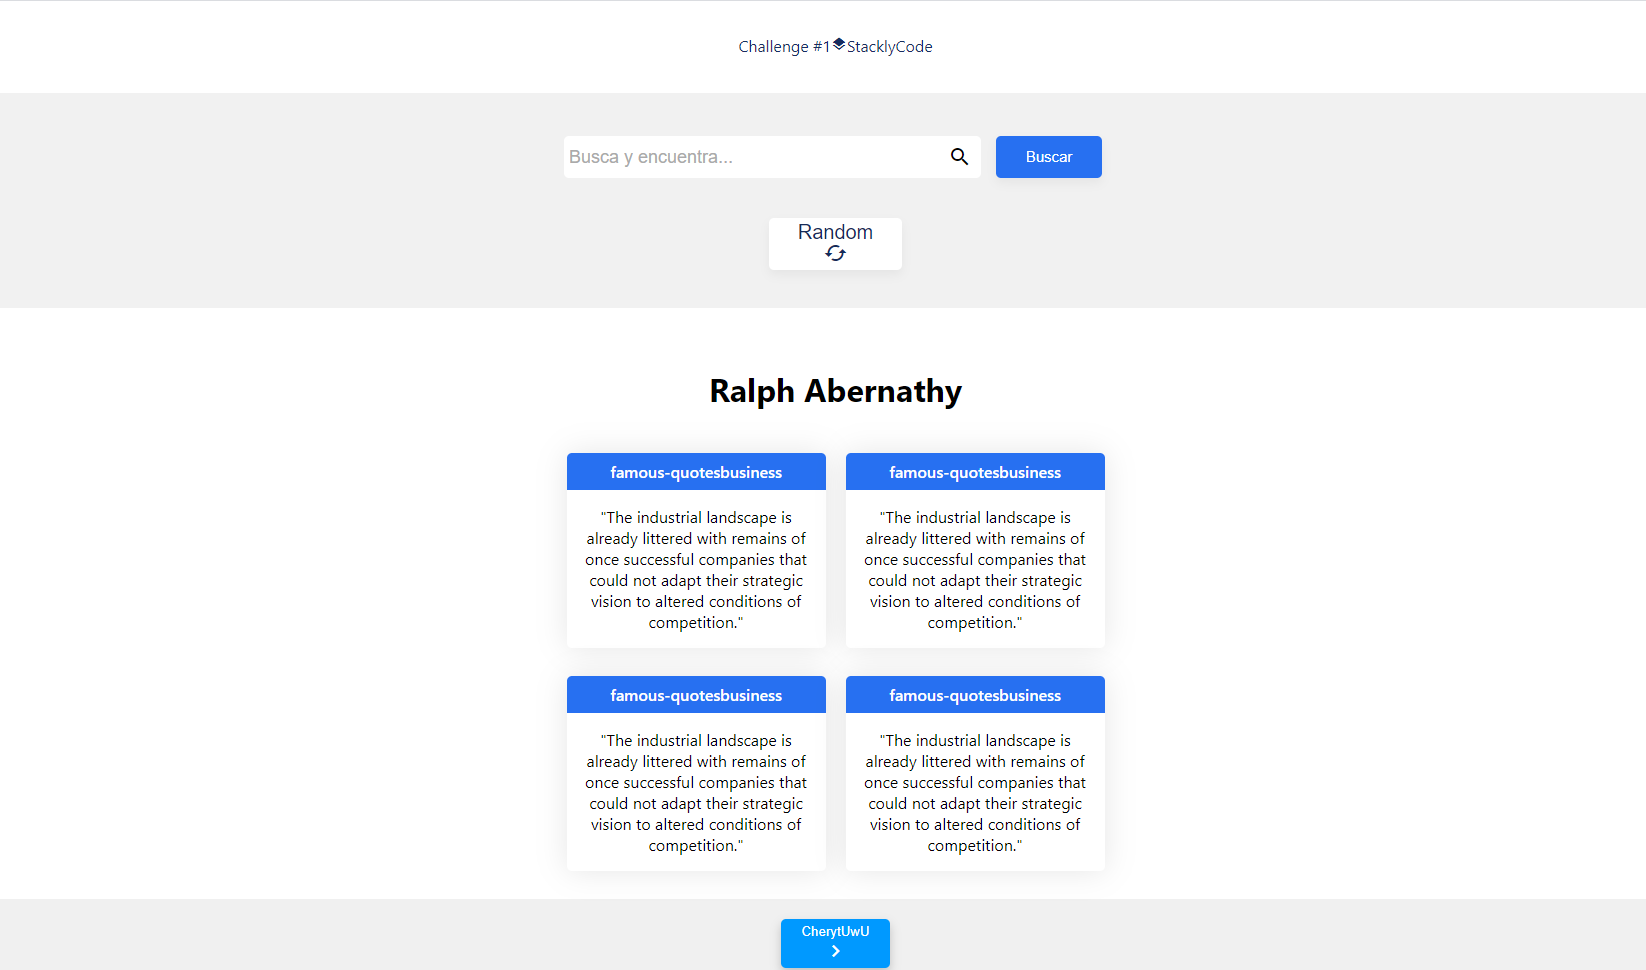 Challenge #1 StacklyCode
Busca y encuentra...
Buscar
Random
Ralph Abernathy
famous-quotesbusiness
"The industrial landscape is
already littered with remains of
once successful companies that
could not adapt their strategic
vision to altered conditions of
competition."
famous-quotesbusiness
"The industrial landscape is
already littered with remains of
once successful companies that
could not adapt their strategic
vision to altered conditions of
competition."
famous-quotesbusiness
"The industrial landscape is
already littered with remains of
once successful companies that
could not adapt their strategic
vision to altered conditions of
competition."
famous-quotesbusiness
"The industrial landscape is
already littered with remains of
once successful companies that
could not adapt their strategic
vision to altered conditions of
competition."
CherytUwU